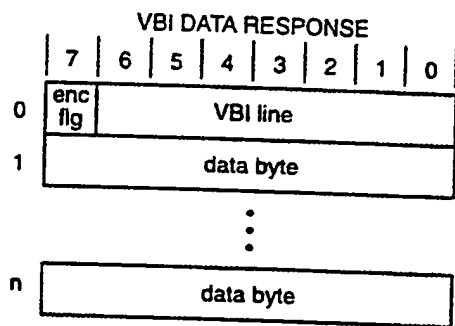 VBI DATA RESPONSE
7 6 5 4 3 2 1 0
0 enc flg VBI line
1 data byte
n data byte